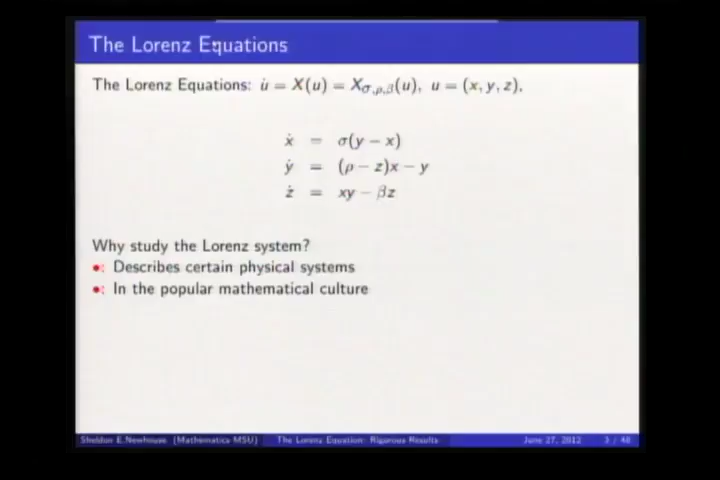 The Lorenz Equations
The Lorenz Equations: u̇ = X(u) = X_{σ,ρ,β}(u), u = (x, y, z),
ẋ = σ(y − x)
ẏ = (ρ − z)x − y
ż = xy − βz
Why study the Lorenz system?
•: Describes certain physical systems
•: In the popular mathematical culture
Sheldon E.Newhouse (Mathematics MSU) The Lorenz Equation: Rigorous Results June 27, 2012 3 / 48